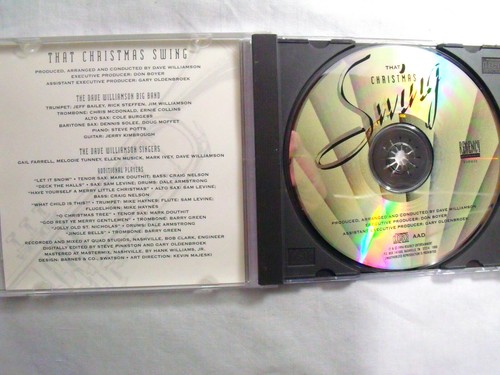 THAT CHRISTMAS SWING
PRODUCED, ARRANGED AND CONDUCTED BY DAVE WILLIAMSON
EXECUTIVE PRODUCER: DON BOYER
ASSISTANT EXECUTIVE PRODUCER: GARY OLDENBROEK
THE DAVE WILLIAMSON BIG BAND
TRUMPET: JEFF BAILEY, RICK STEFFEN, JIM WILLIAMSON
TROMBONE: CHRIS MCDONALD, ERNIE COLLINS
ALTO SAX: COLE BURGESS
BARITONE SAX: DENNIS SOLEE, DOUG MOFFET
PIANO: STEVE POTTS
GUITAR: JERRY KIMBROUGH
THE DAVE WILLIAMSON SINGERS
GAIL FARRELL, MELODIE TUNNEY, ELLEN MUSICK, MARK IVEY, DAVE WILLIAMSON
ADDITIONAL PLAYERS
"LET IT SNOW" • TENOR SAX: MARK DOUTHIT; BASS: CRAIG NELSON
"DECK THE HALLS" • SAX: SAM LEVINE; DRUMS: DALE ARMSTRONG
"HAVE YOURSELF A MERRY LITTLE CHRISTMAS" • ALTO SAX: SAM LEVINE;
BASS: CRAIG NELSON
"WHAT CHILD IS THIS" • TRUMPET: MIKE HAYNES; FLUTE: SAM LEVINE;
FLUGELHORN: MIKE HAYNES
"O CHRISTMAS TREE" • TENOR SAX: MARK DOUTHIT
"GOD REST YE MERRY GENTLEMEN" • TROMBONE: BARRY GREEN
"JOLLY OLD ST. NICHOLAS" • DRUMS: DALE ARMSTRONG
"JINGLE BELLS" • TROMBONE: BARRY GREEN
RECORDED AND MIXED AT QUAD STUDIOS, NASHVILLE, BOB CLARK, ENGINEER
DIGITALLY EDITED BY STEVE PINKSTON AND GARY OLDENBROEK
MASTERED AT MASTERMIX, NASHVILLE, BY HANK WILLIAMS, JR.
DESIGN: BARNES & CO., BWATSON • ART DIRECTION: KEVIN MAJESKI
THAT
CHRISTMAS
Swing
REGENCY
PRODUCED, ARRANGED AND CONDUCTED BY DAVE WILLIAMSON
EXECUTIVE PRODUCER: DON BOYER
ASSISTANT EXECUTIVE PRODUCER: GARY OLDENBROEK
AAD